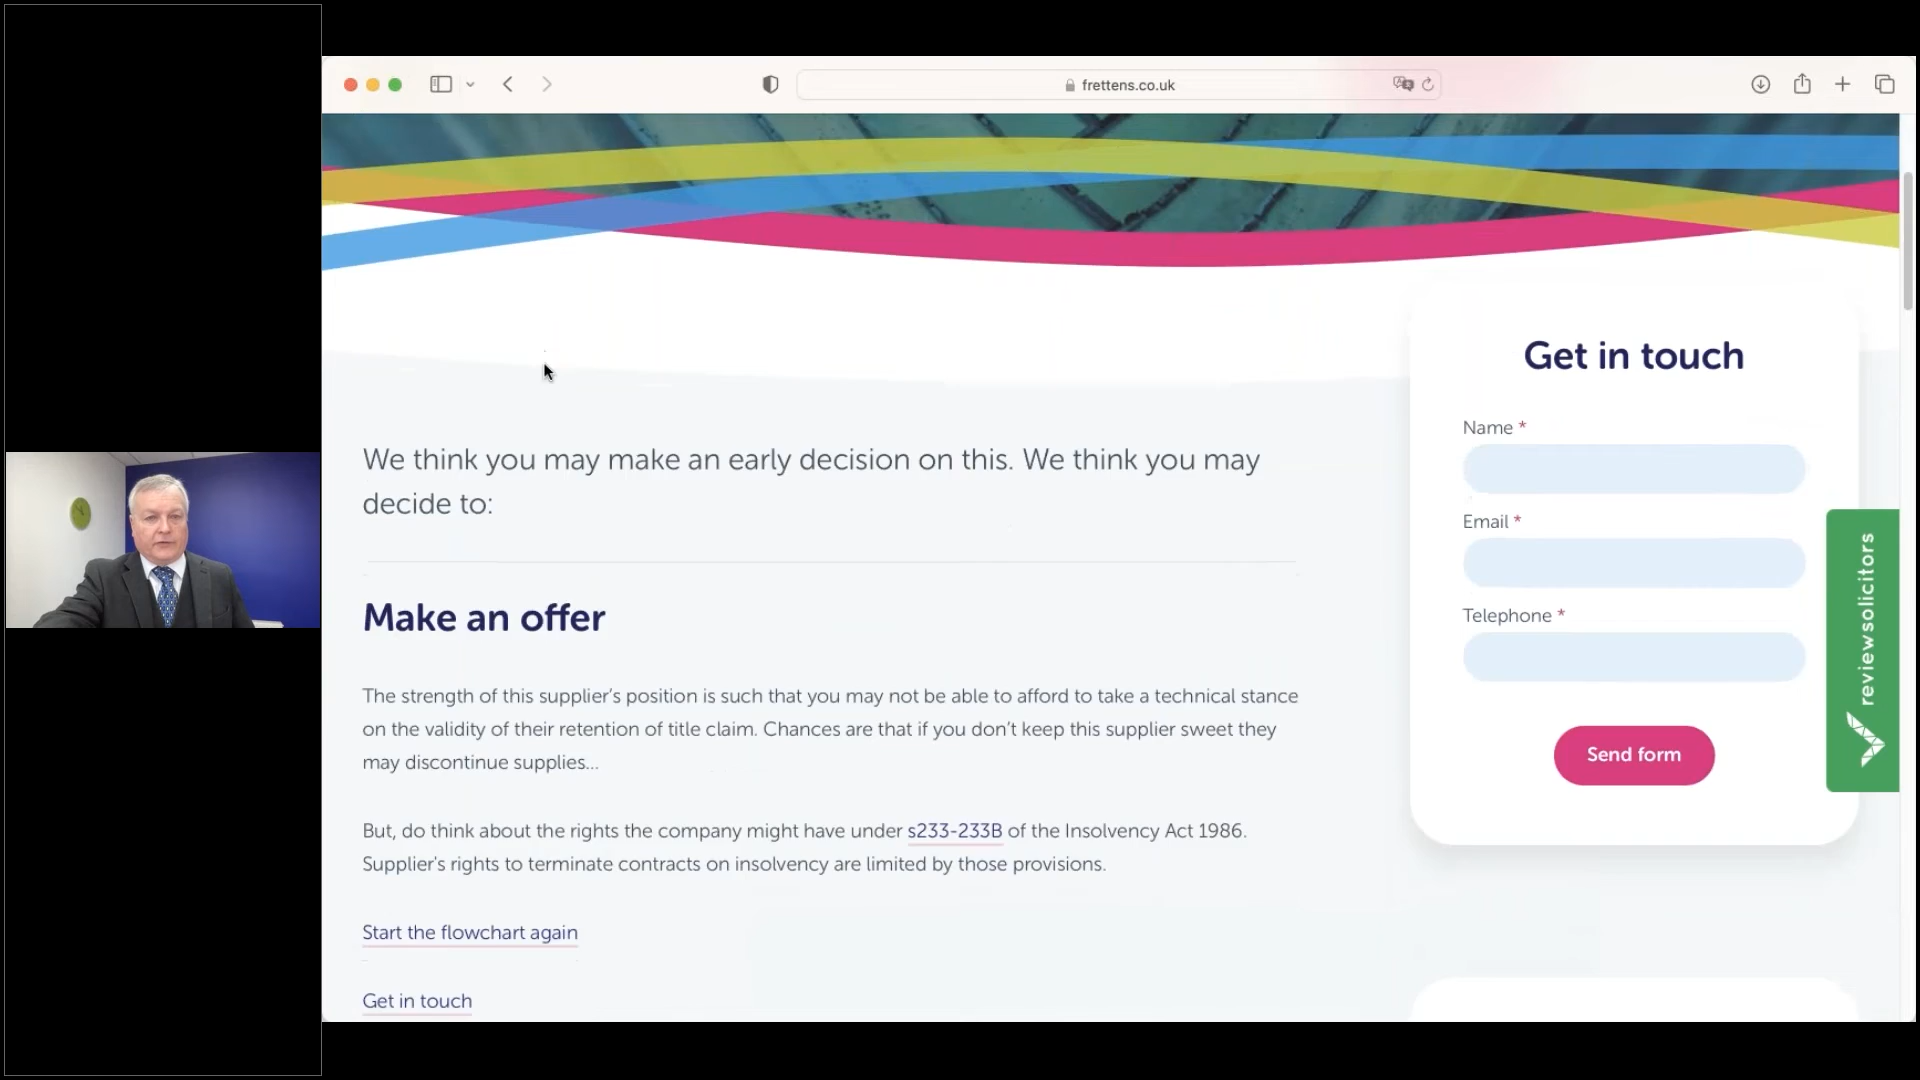 frettens.co.uk
We think you may make an early decision on this. We think you may
decide to:
Make an offer
The strength of this supplier's position is such that you may not be able to afford to take a technical stance
on the validity of their retention of title claim. Chances are that if you don't keep this supplier sweet they
may discontinue supplies...
But, do think about the rights the company might have under s233-233B of the Insolvency Act 1986.
Supplier's rights to terminate contracts on insolvency are limited by those provisions.
Start the flowchart again
Get in touch
Get in touch
Name *
Email *
Telephone *
Send form
reviewsolicitors